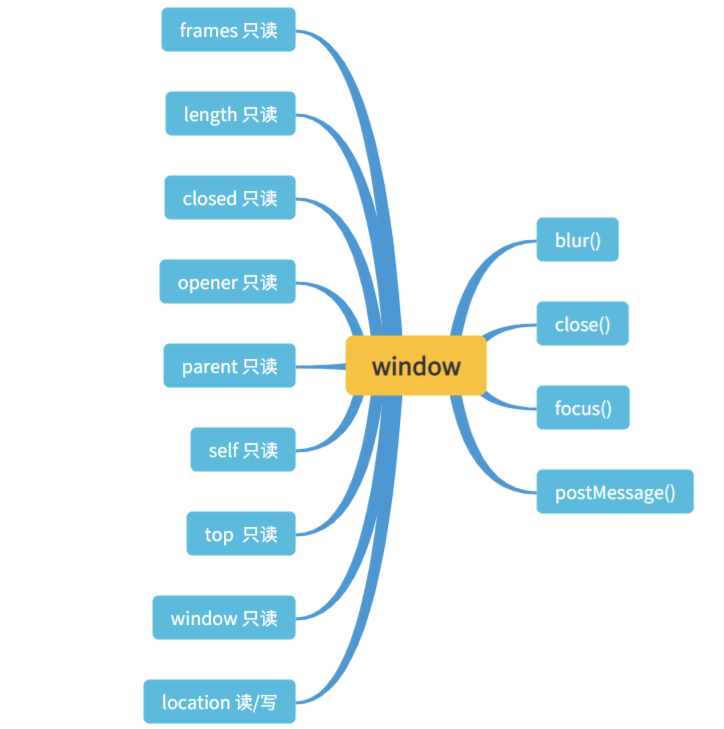 frames 只读
length 只读
closed 只读
opener 只读
parent 只读
self 只读
top 只读
window 只读
location 读/写
window
blur()
close()
focus()
postMessage()